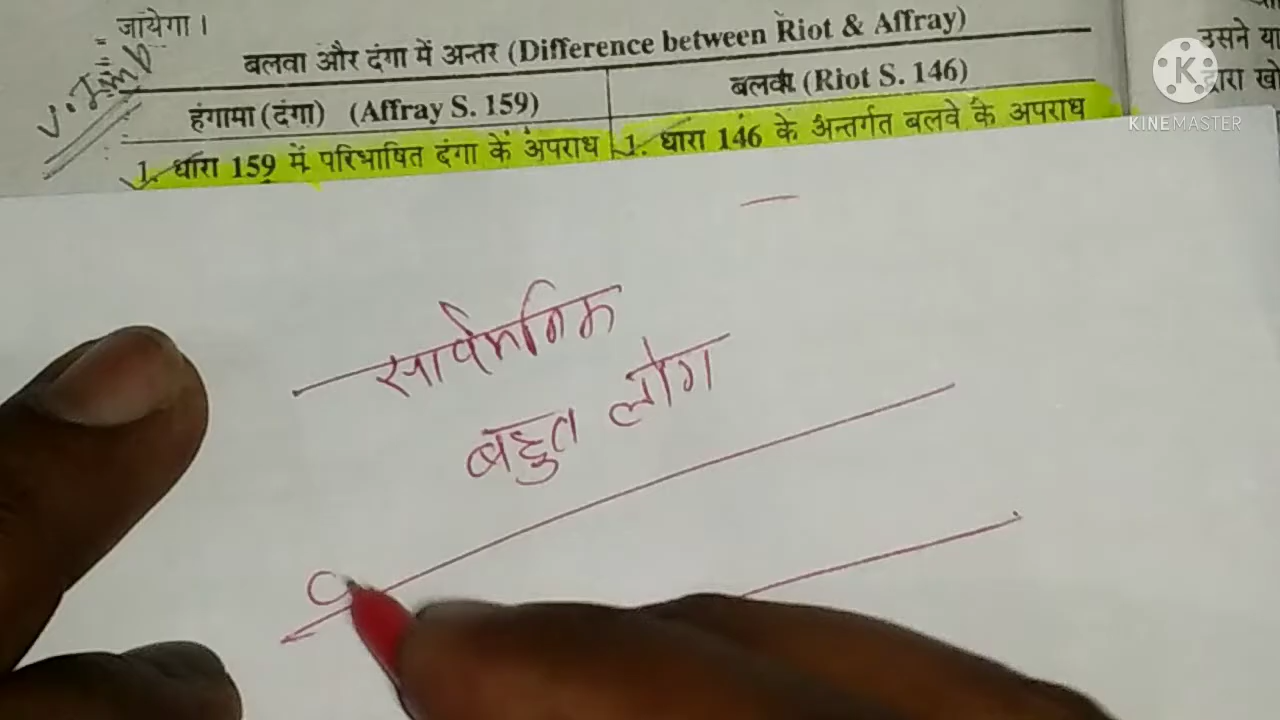 जायेगा।
V. Imp
बलवा और दंगा में अन्तर (Difference between Riot & Affray)
हंगामा (दंगा) (Affray S. 159)
बलवा (Riot S. 146)
1. धारा 159 में परिभाषित दंगा के अपराध
1. धारा 146 के अन्तर्गत बलवे के अपराध
उसने या
द्वारा खो
K
KINEMASTER
सार्वजनिक
बहुत लोग